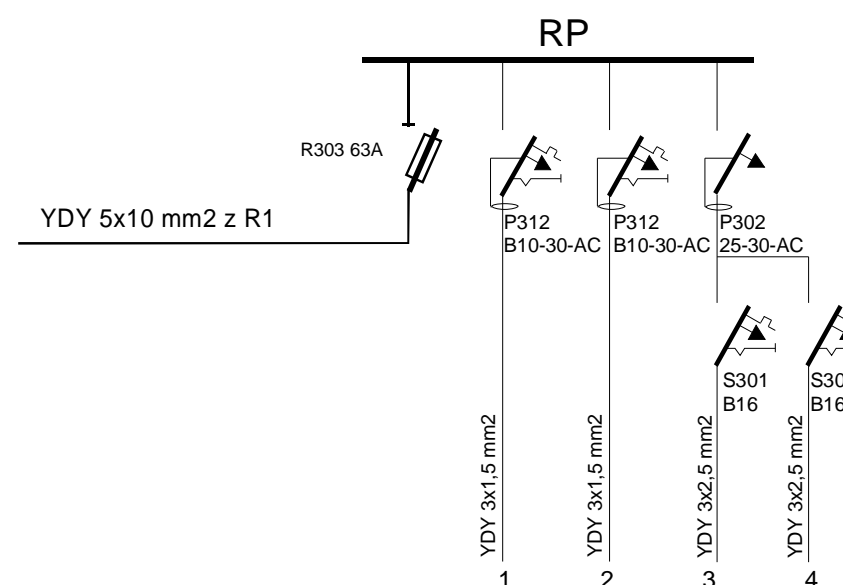 RP
R303 63A
YDY 5x10 mm2 z R1
P312
B10-30-AC
P312
B10-30-AC
P302
25-30-AC
S301
B16
B16
YDY 3x1,5 mm2
YDY 3x1,5 mm2
YDY 3x2,5 mm2
YDY 3x2,5 mm2
1
2
3
4